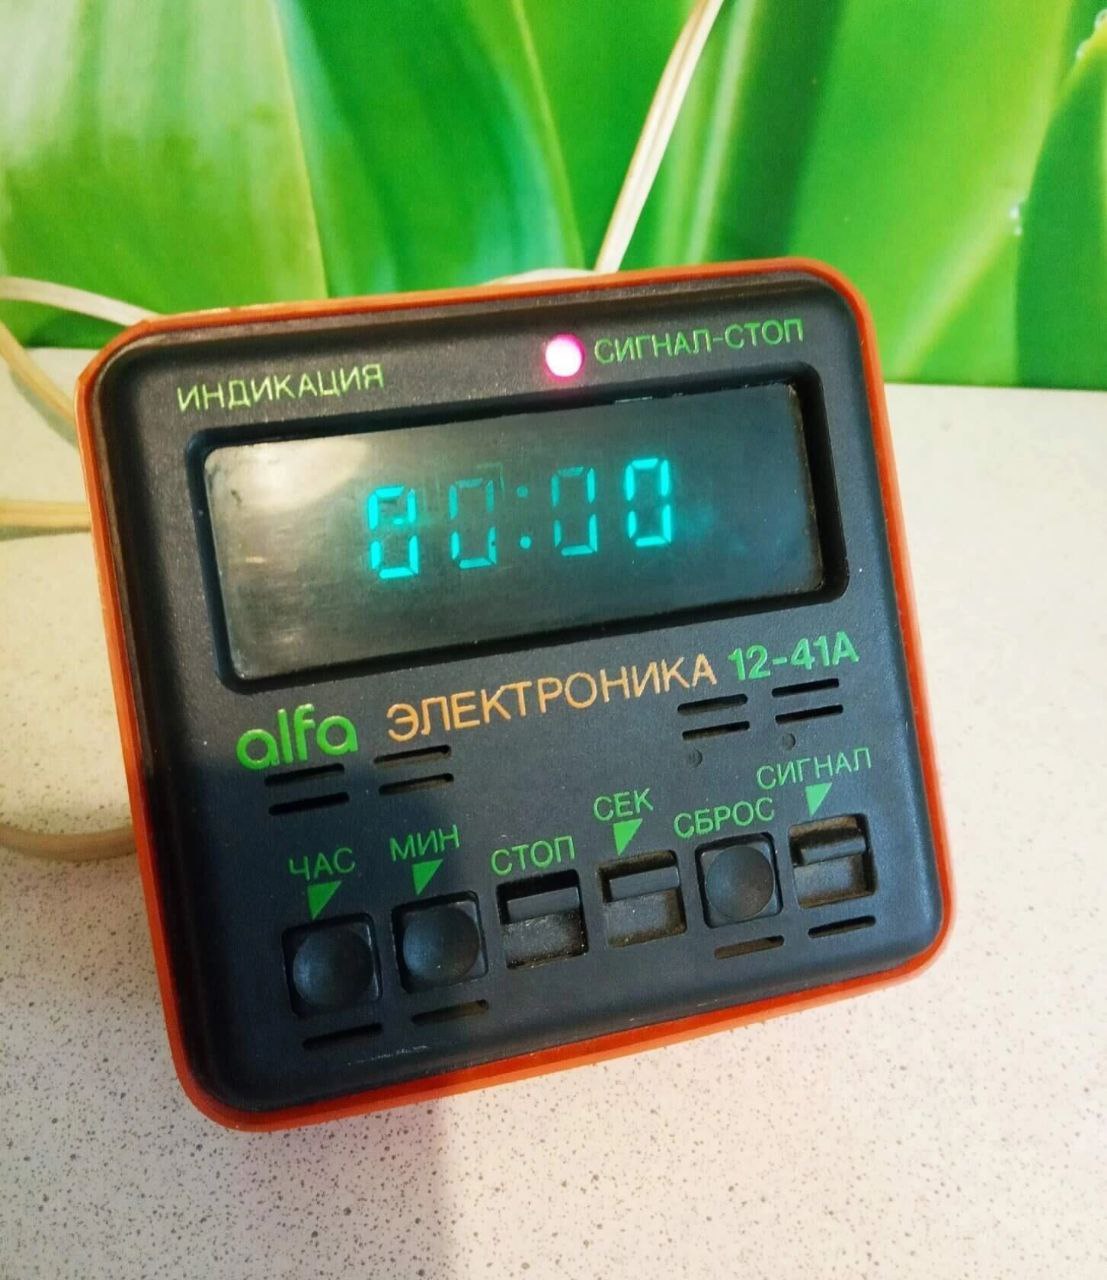 ИНДИКАЦИЯ
СИГНАЛ-СТОП
00:00
alfa ЭЛЕКТРОНИКА 12-41А
ЧАС МИН СТОП СЕК СБРОС СИГНАЛ